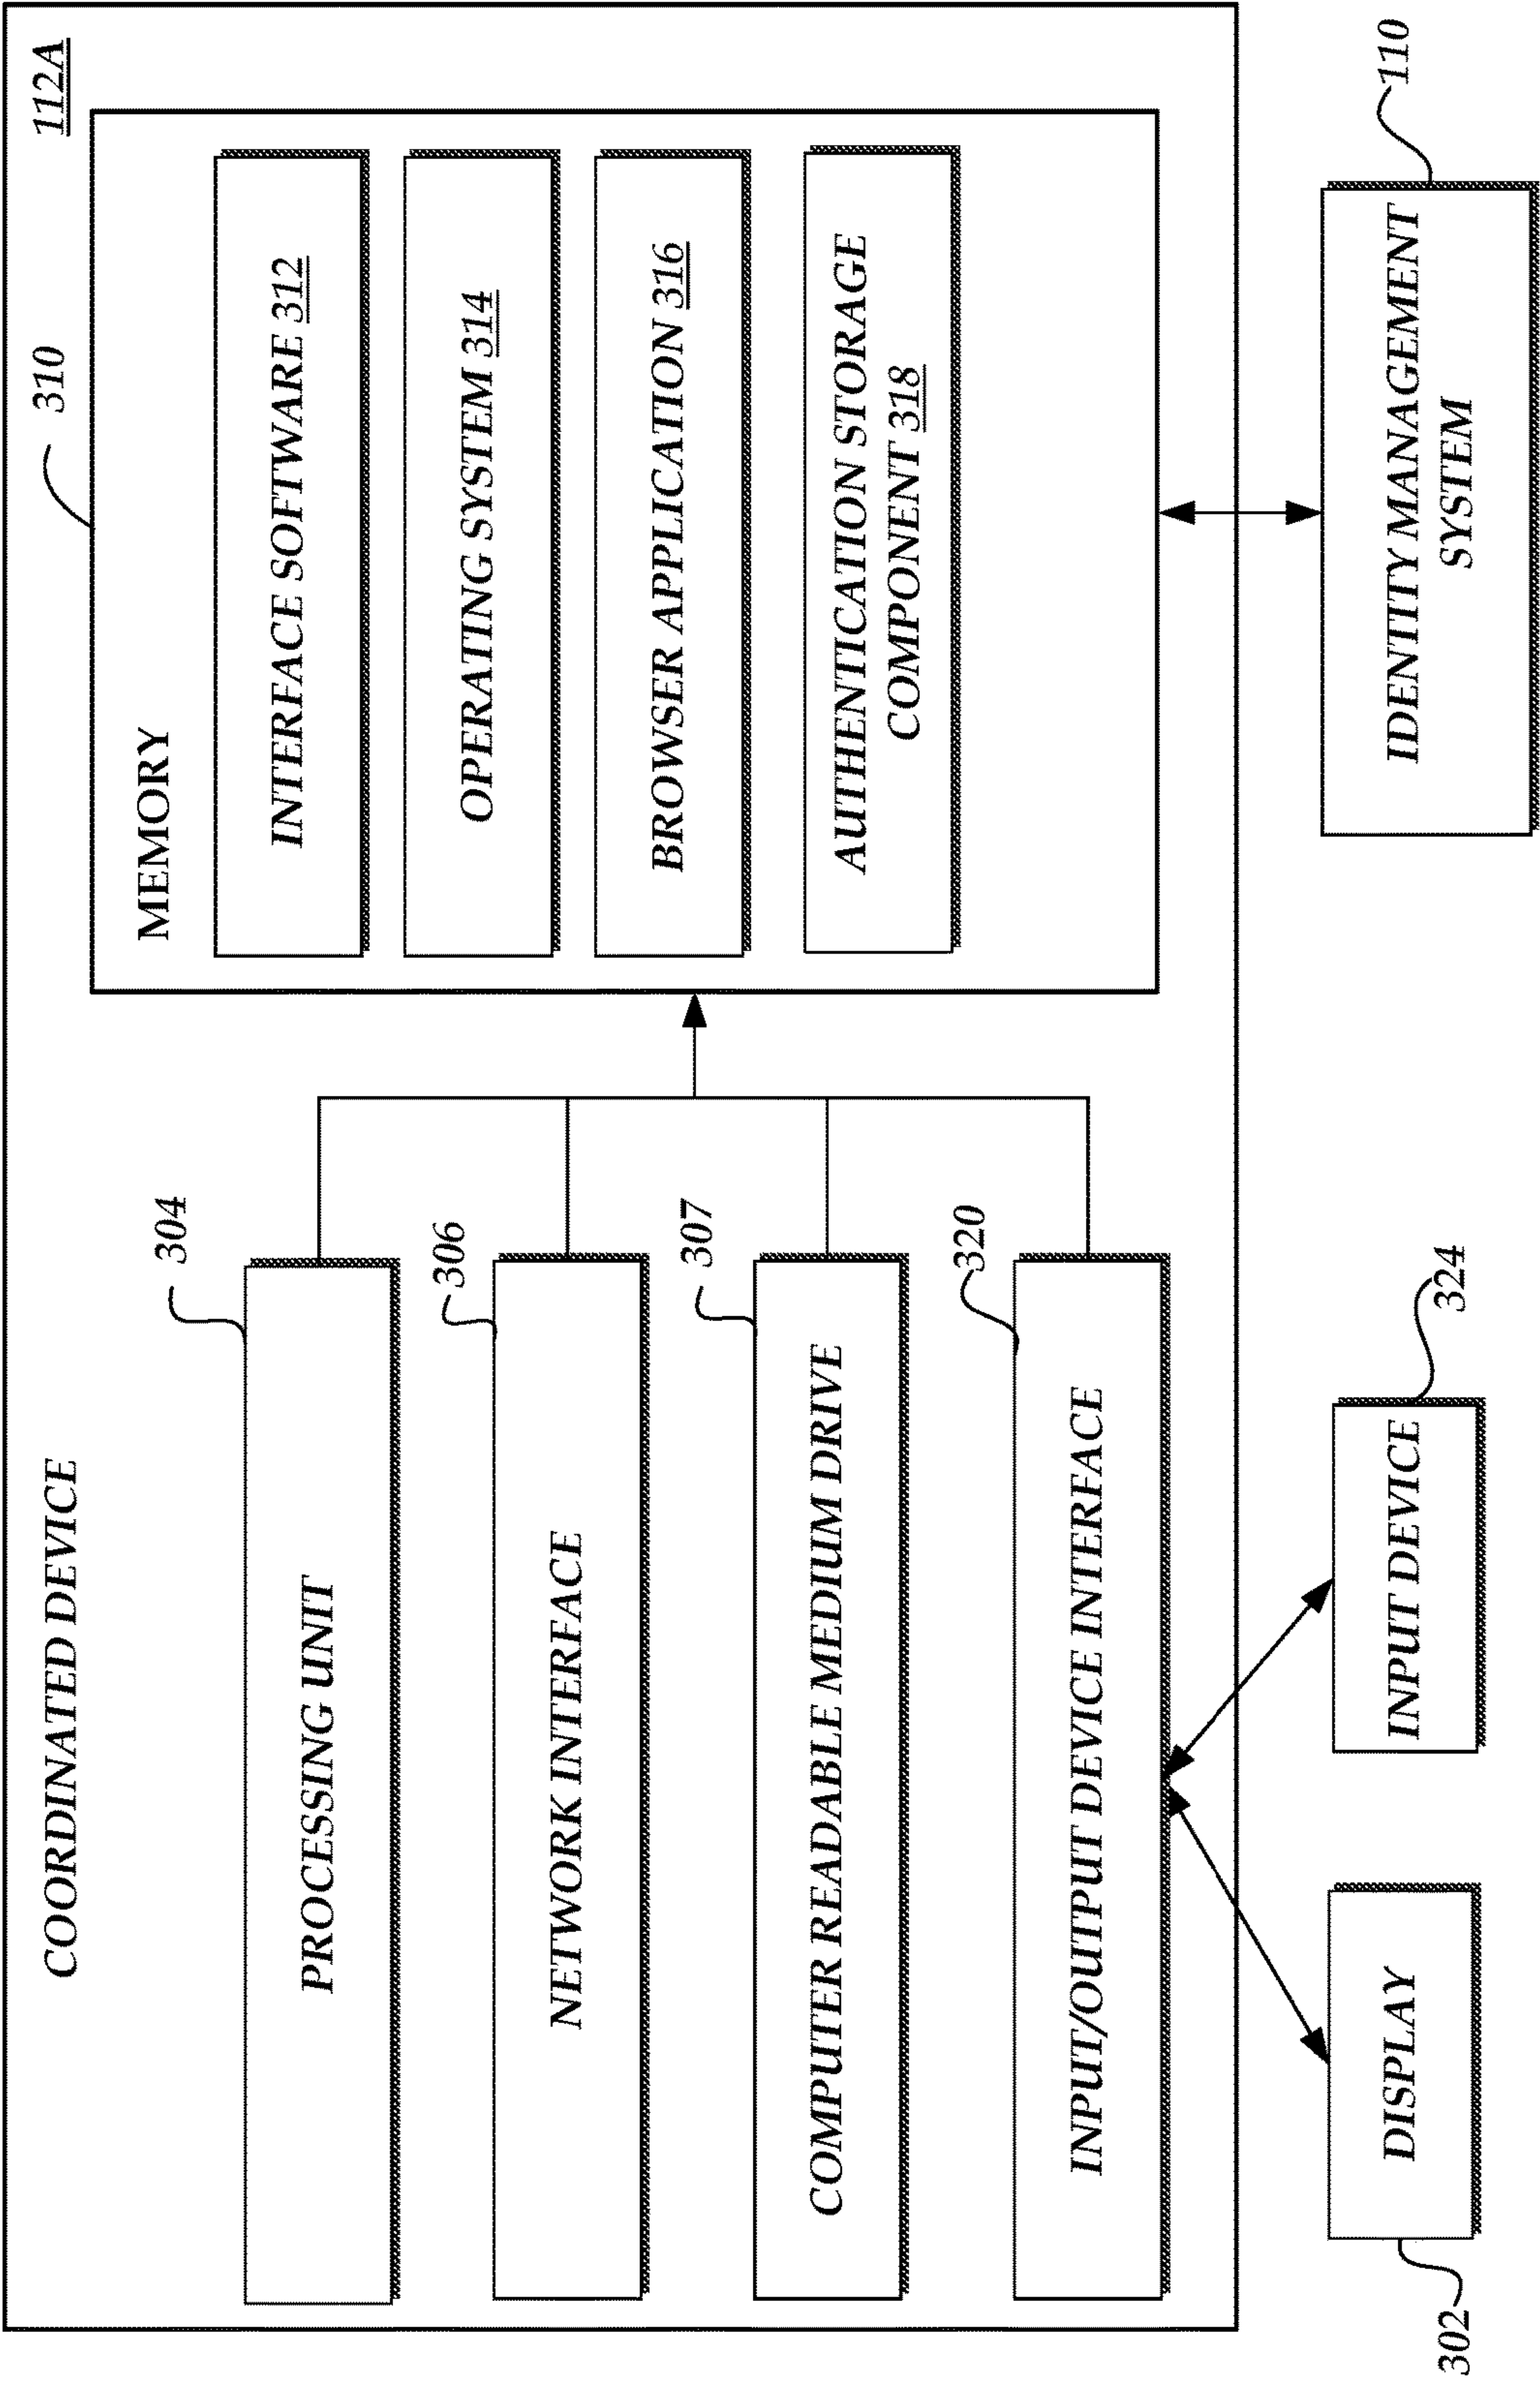 COORDINATED DEVICE
112A
304
PROCESSING UNIT
306
NETWORK INTERFACE
307
COMPUTER READABLE MEDIUM DRIVE
320
INPUT/OUTPUT DEVICE INTERFACE
310
MEMORY
INTERFACE SOFTWARE 312
OPERATING SYSTEM 314
BROWSER APPLICATION 316
AUTHENTICATION STORAGE
COMPONENT 318
302
DISPLAY
INPUT DEVICE
324
IDENTITY MANAGEMENT
SYSTEM
110